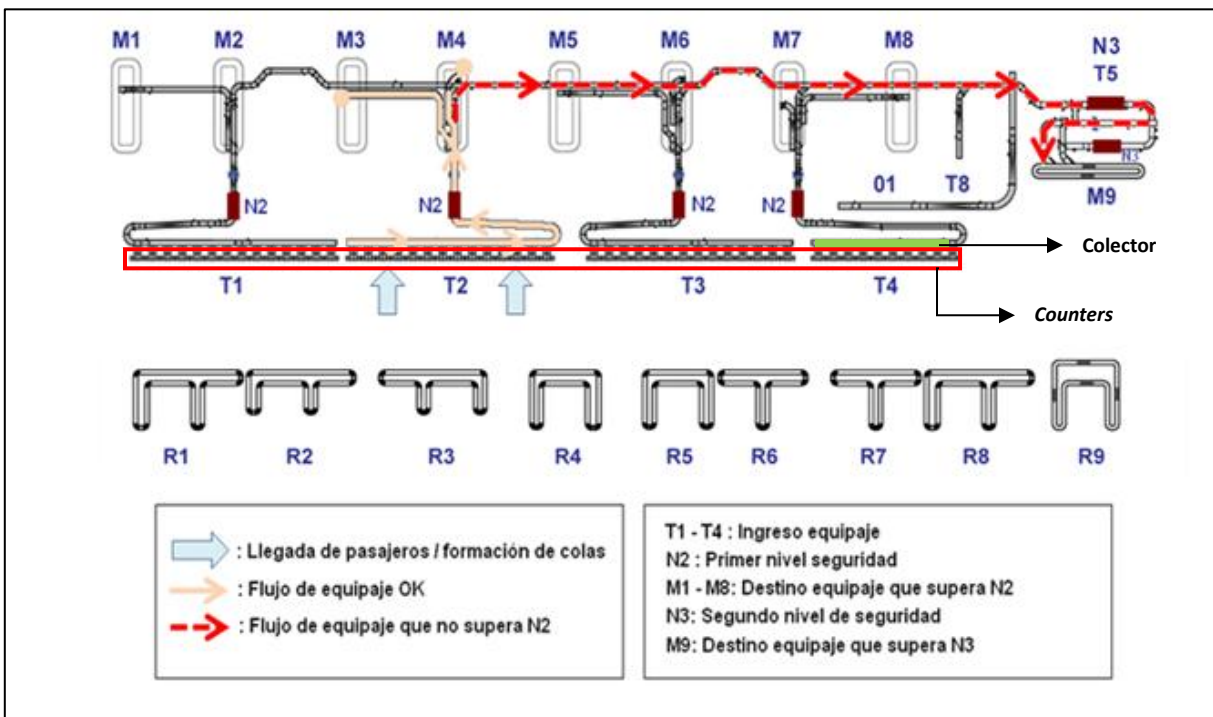 M1 M2 M3 M4 M5 M6 M7 M8 N3
T5
N3
N2 N2 N2 N2 01 T8 M9
Colector
T1 T2 T3 T4
Counters
R1 R2 R3 R4 R5 R6 R7 R8 R9
: Llegada de pasajeros / formación de colas
: Flujo de equipaje OK
: Flujo de equipaje que no supera N2
T1 - T4 : Ingreso equipaje
N2 : Primer nivel seguridad
M1 - M8: Destino equipaje que supera N2
N3: Segundo nivel de seguridad
M9: Destino equipaje que supera N3